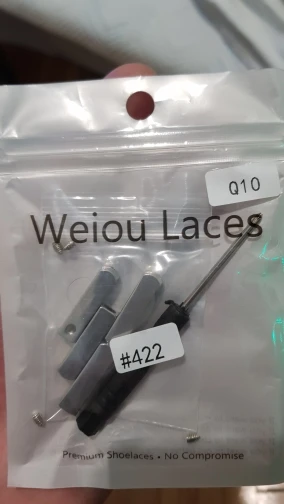 Q10
Weiou Laces
#422
Premium Shoelaces • No Compromise